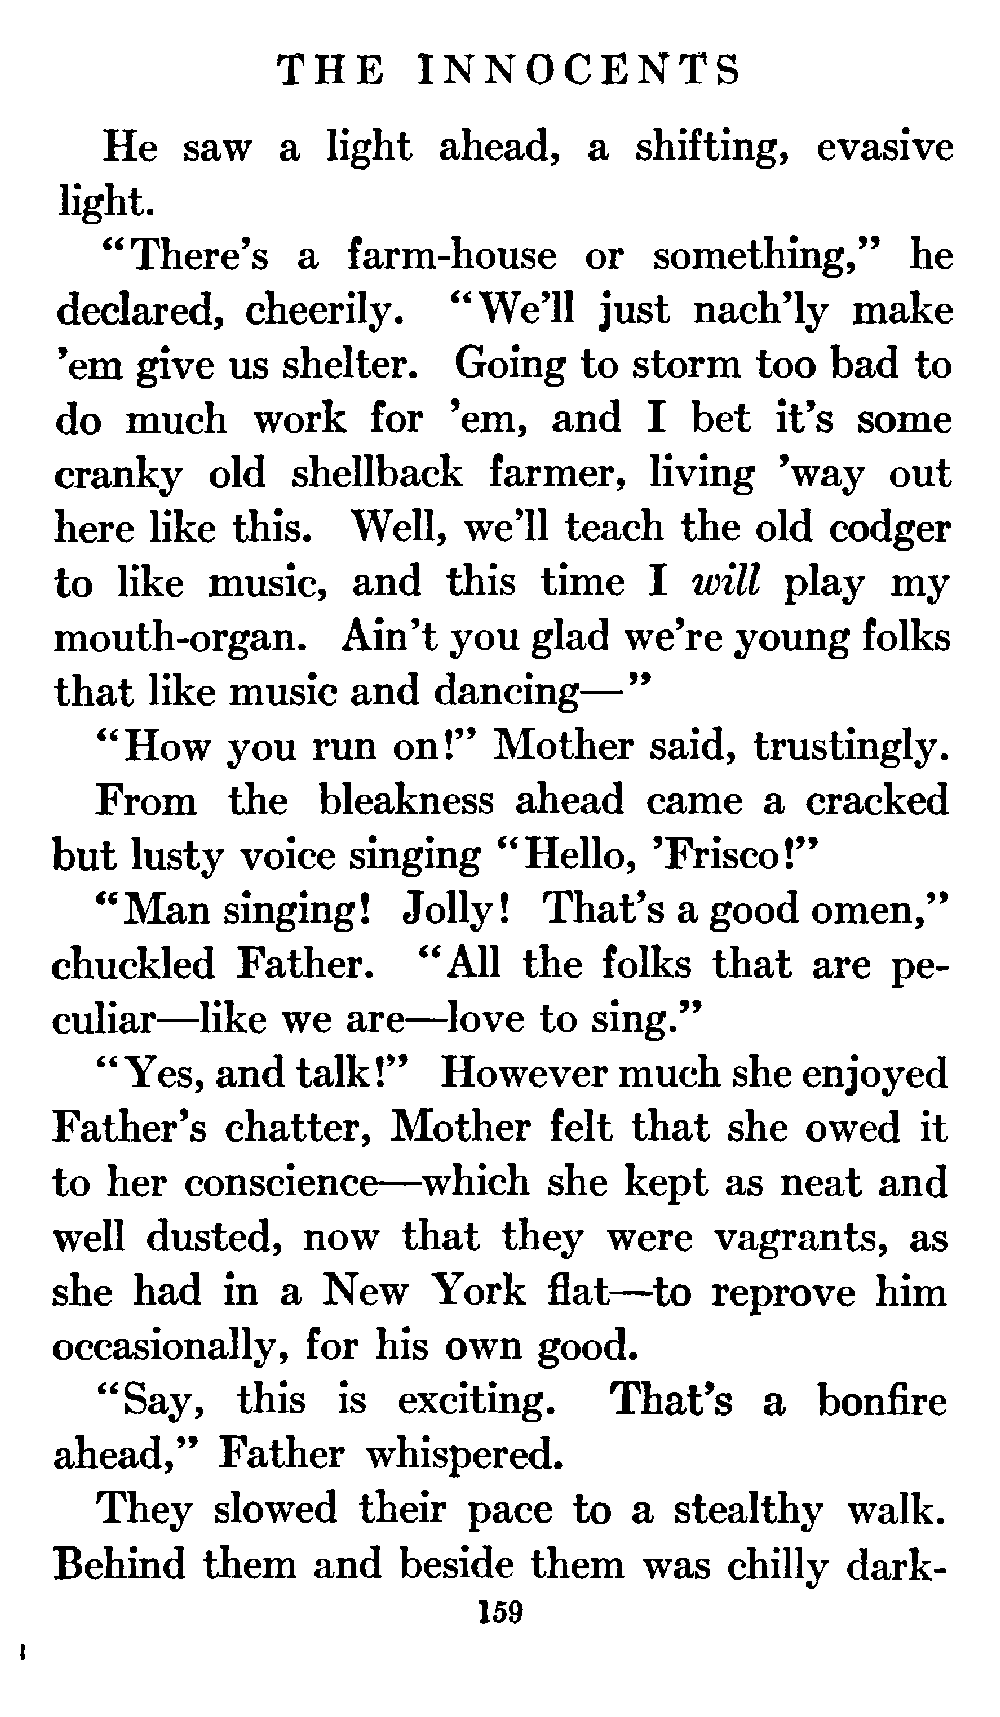 THE INNOCENTS
He saw a light ahead, a shifting, evasive
light.
“There’s a farm-house or something,” he
declared, cheerily. “We’ll just nach’ly make
’em give us shelter. Going to storm too bad to
do much work for ’em, and I bet it’s some
cranky old shellback farmer, living ’way out
here like this. Well, we’ll teach the old codger
to like music, and this time I will play my
mouth-organ. Ain’t you glad we’re young folks
that like music and dancing—”
“How you run on!” Mother said, trustingly.
From the bleakness ahead came a cracked
but lusty voice singing “Hello, ’Frisco!”
“Man singing! Jolly! That’s a good omen,”
chuckled Father. “All the folks that are pe-
culiar—like we are—love to sing.”
“Yes, and talk!” However much she enjoyed
Father’s chatter, Mother felt that she owed it
to her conscience—which she kept as neat and
well dusted, now that they were vagrants, as
she had in a New York flat—to reprove him
occasionally, for his own good.
“Say, this is exciting. That’s a bonfire
ahead,” Father whispered.
They slowed their pace to a stealthy walk.
Behind them and beside them was chilly dark-
159